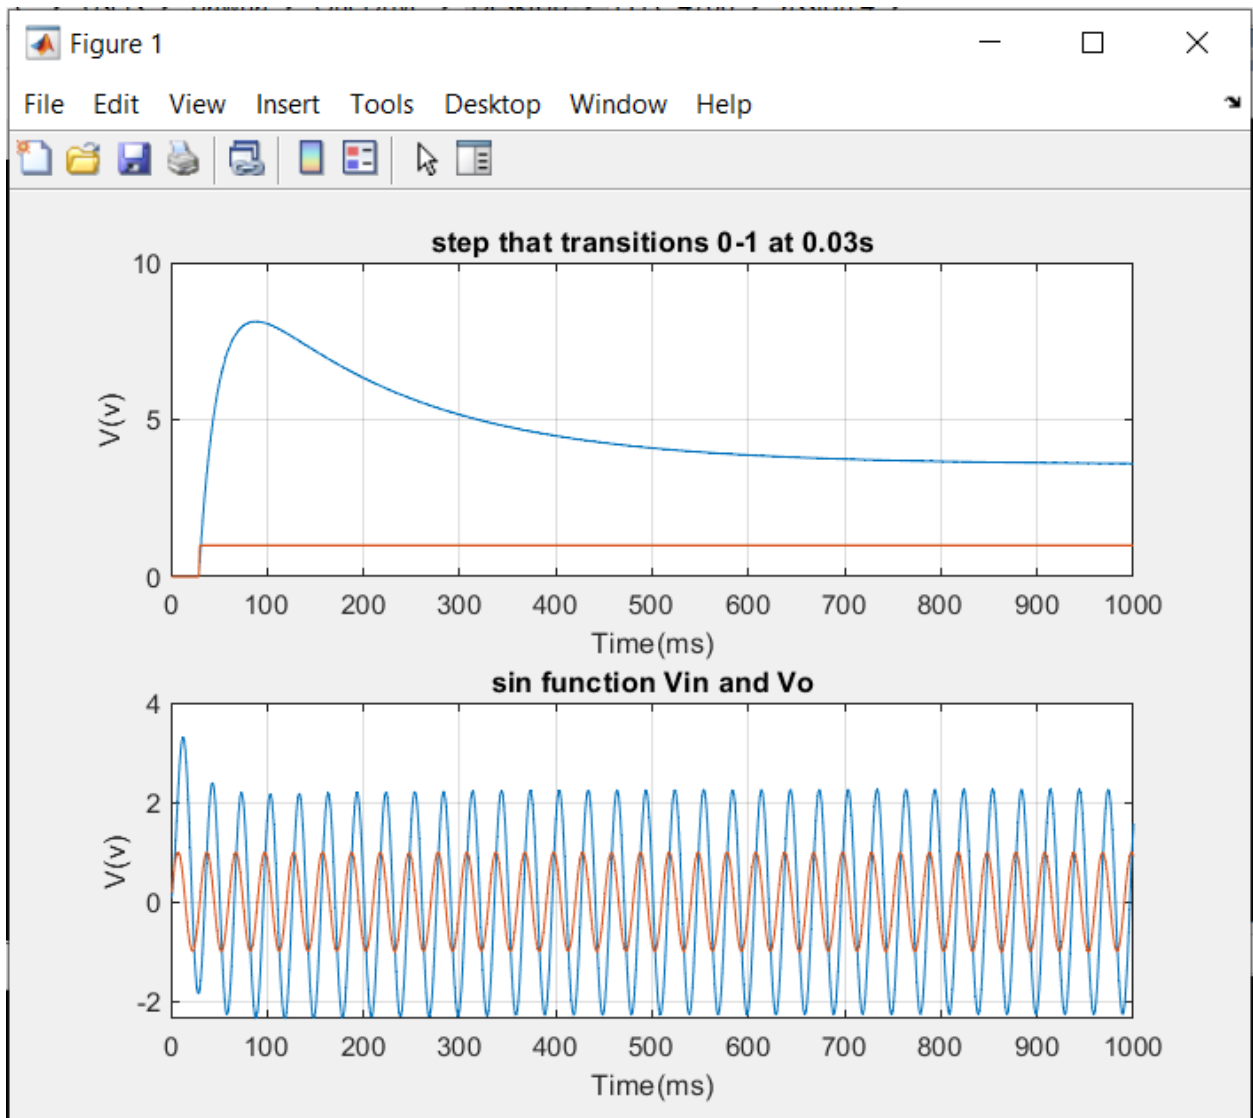 Figure 1
File Edit View Insert Tools Desktop Window Help
step that transitions 0-1 at 0.03s
10
5
0
V(v)
0 100 200 300 400 500 600 700 800 900 1000
Time(ms)
sin function Vin and Vo
4
2
0
-2
V(v)
0 100 200 300 400 500 600 700 800 900 1000
Time(ms)